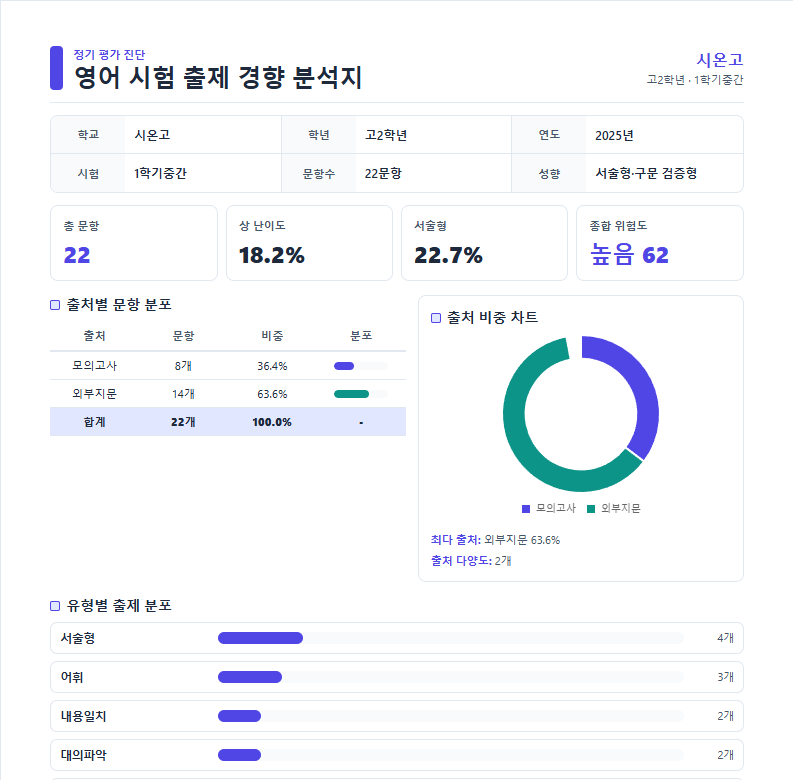 정기 평가 진단
영어 시험 출제 경향 분석지
시온고
고2학년 · 1학기중간
학교 시온고 학년 고2학년 연도 2025년
시험 1학기중간 문항수 22문항 성향 서술형·구문 검증형
총 문항 상 난이도 서술형 종합 위험도
22 18.2% 22.7% 높음 62
출처별 문항 분포
출처 문항 비중 분포
모의고사 8개 36.4%
외부지문 14개 63.6%
합계 22개 100.0% -
출처 비중 차트
모의고사 외부지문
최다 출처: 외부지문 63.6%
출처 다양도: 2개
유형별 출제 분포
서술형 4개
어휘 3개
내용일치 2개
대의파악 2개